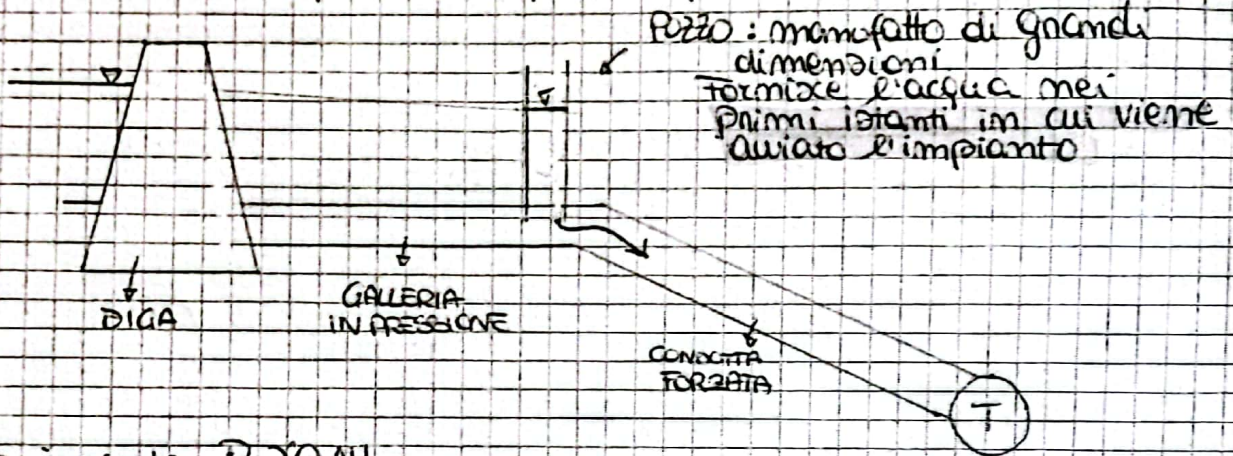 POZZO : manufatto di grandi
dimensioni
Fornisce l'acqua nei
primi istanti in cui viene
avviato l'impianto
DIGA
GALLERIA
IN PRESSIONE
CONDOTTA
FORZATA
T